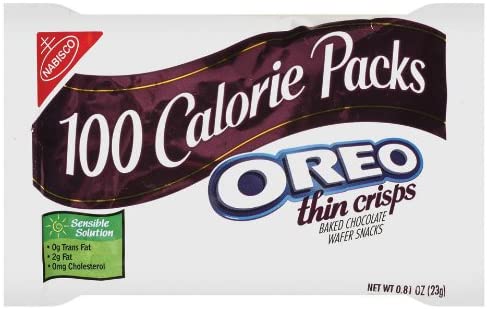 NABISCO
100 Calorie Packs
OREO
thin crisps
BAKED CHOCOLATE
WAFER SNACKS
Sensible
Solution
• 0g Trans Fat
• 2g Fat
• 0mg Cholesterol
NET WT 0.81 OZ (23g)